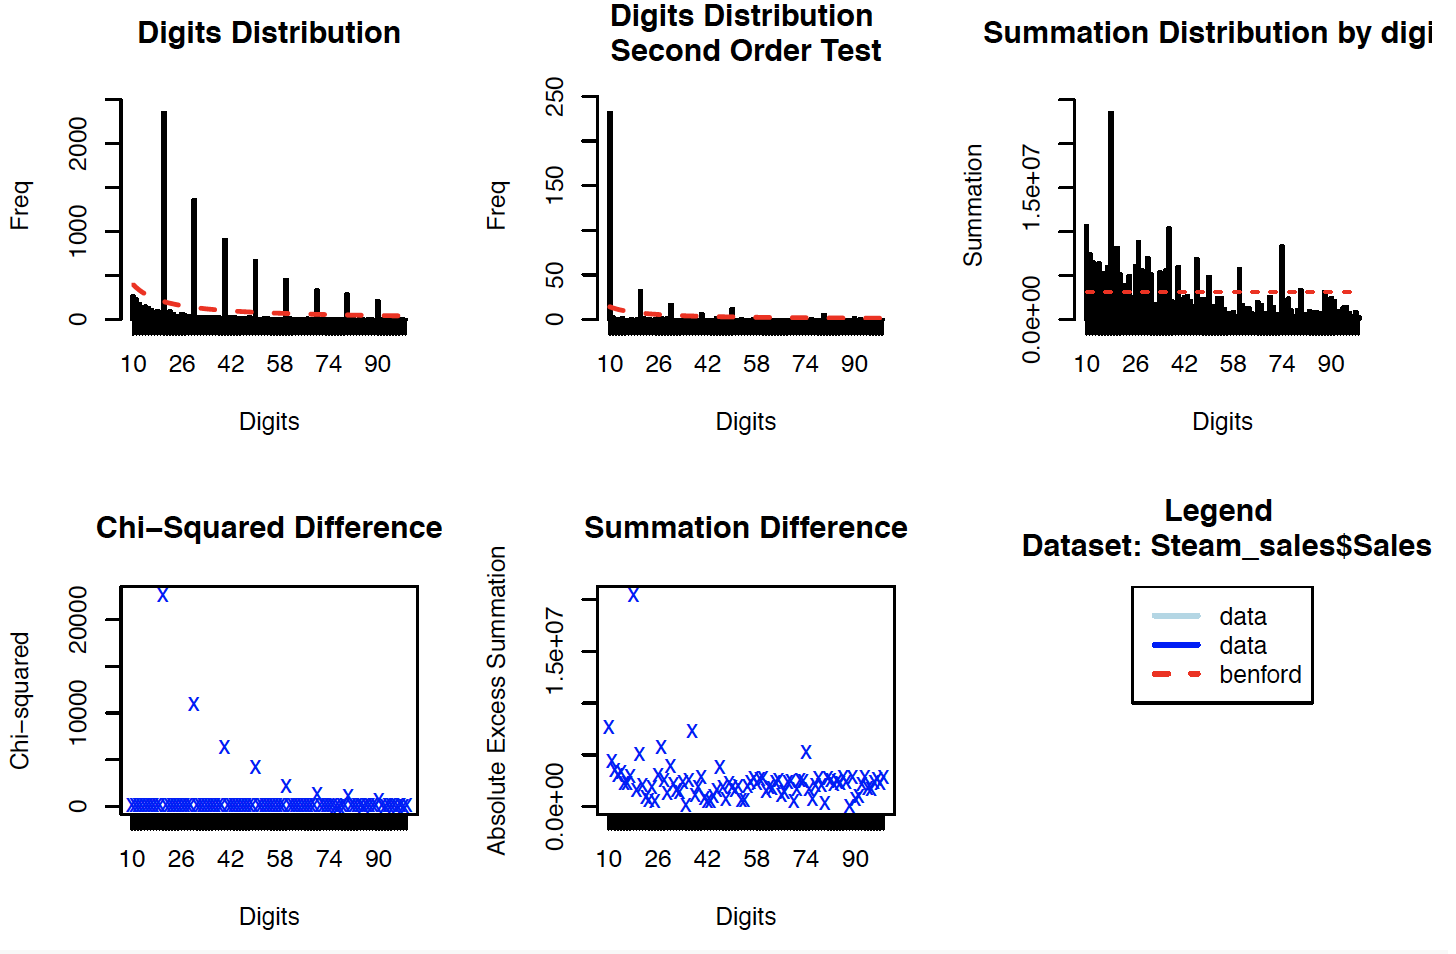 Digits Distribution
Freq
0
1000
2000
10 26 42 58 74 90
Digits
Digits Distribution
Second Order Test
Freq
0
50
150
250
10 26 42 58 74 90
Digits
Summation Distribution by digi
Summation
0.0e+00
1.5e+07
10 26 42 58 74 90
Digits
Chi−Squared Difference
Chi−squared
0
10000
20000
10 26 42 58 74 90
Digits
Summation Difference
Absolute Excess Summation
0.0e+00
1.5e+07
10 26 42 58 74 90
Digits
Legend
Dataset: Steam_sales$Sales
data
data
benford